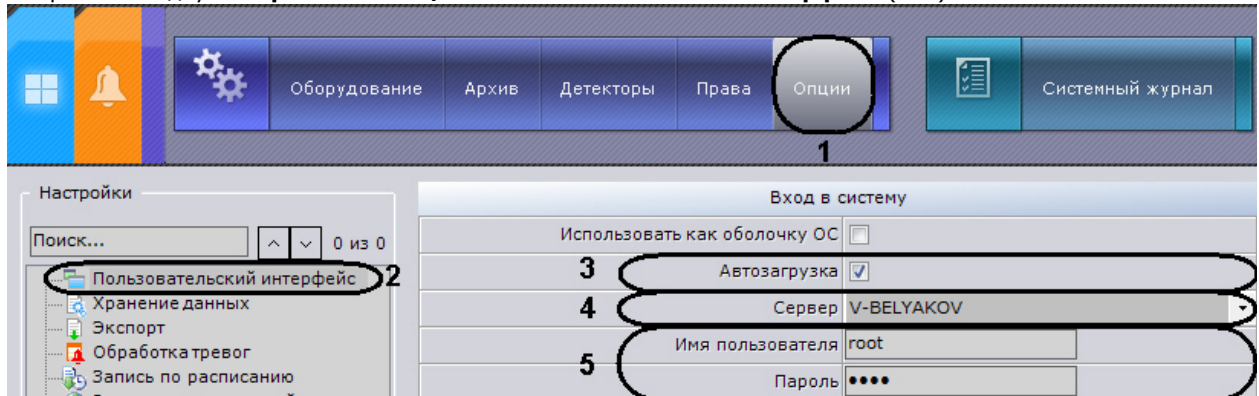 Оборудование Архив Детекторы Права Опции Системный журнал
1
Настройки
Поиск... 0 из 0
Пользовательский интерфейс 2
Хранение данных
Экспорт
Обработка тревог
Запись по расписанию
Вход в систему
Использовать как оболочку ОС
3 Автозагрузка
4 Сервер V-BELYAKOV
Имя пользователя root
5
Пароль ••••